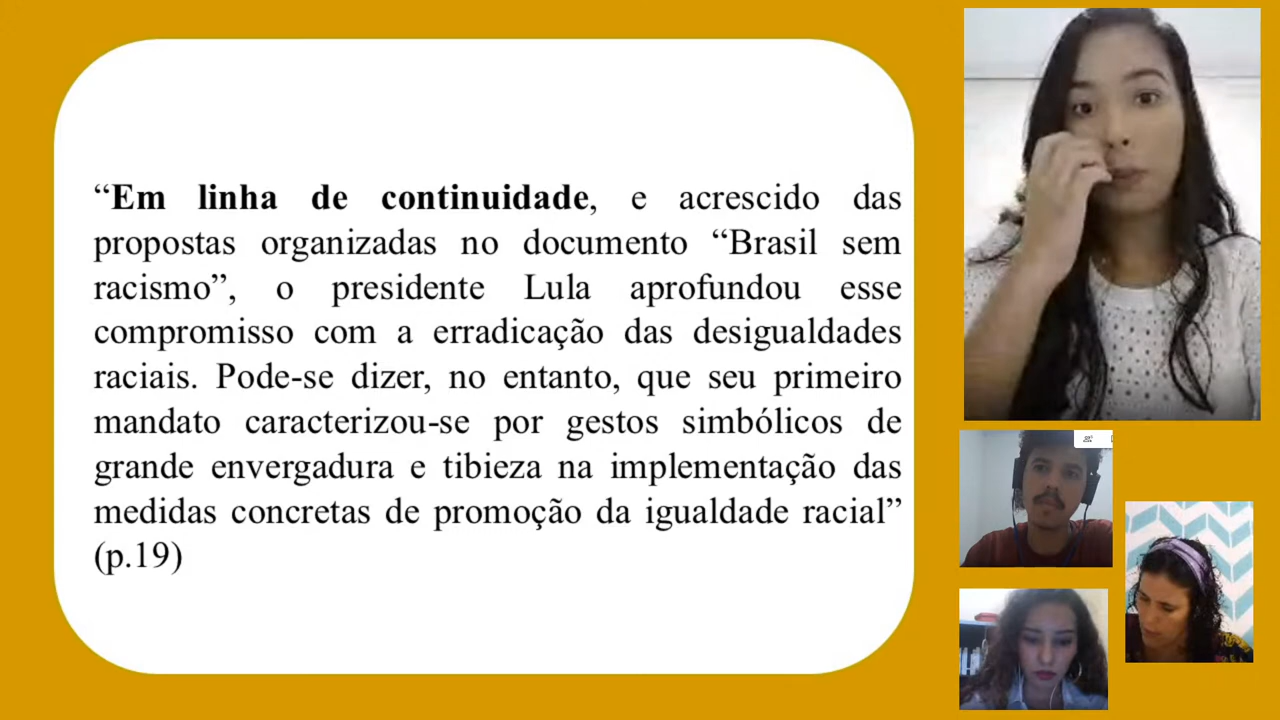 “Em linha de continuidade, e acrescido das
propostas organizadas no documento “Brasil sem
racismo”, o presidente Lula aprofundou esse
compromisso com a erradicação das desigualdades
raciais. Pode-se dizer, no entanto, que seu primeiro
mandato caracterizou-se por gestos simbólicos de
grande envergadura e tibieza na implementação das
medidas concretas de promoção da igualdade racial”
(p.19)